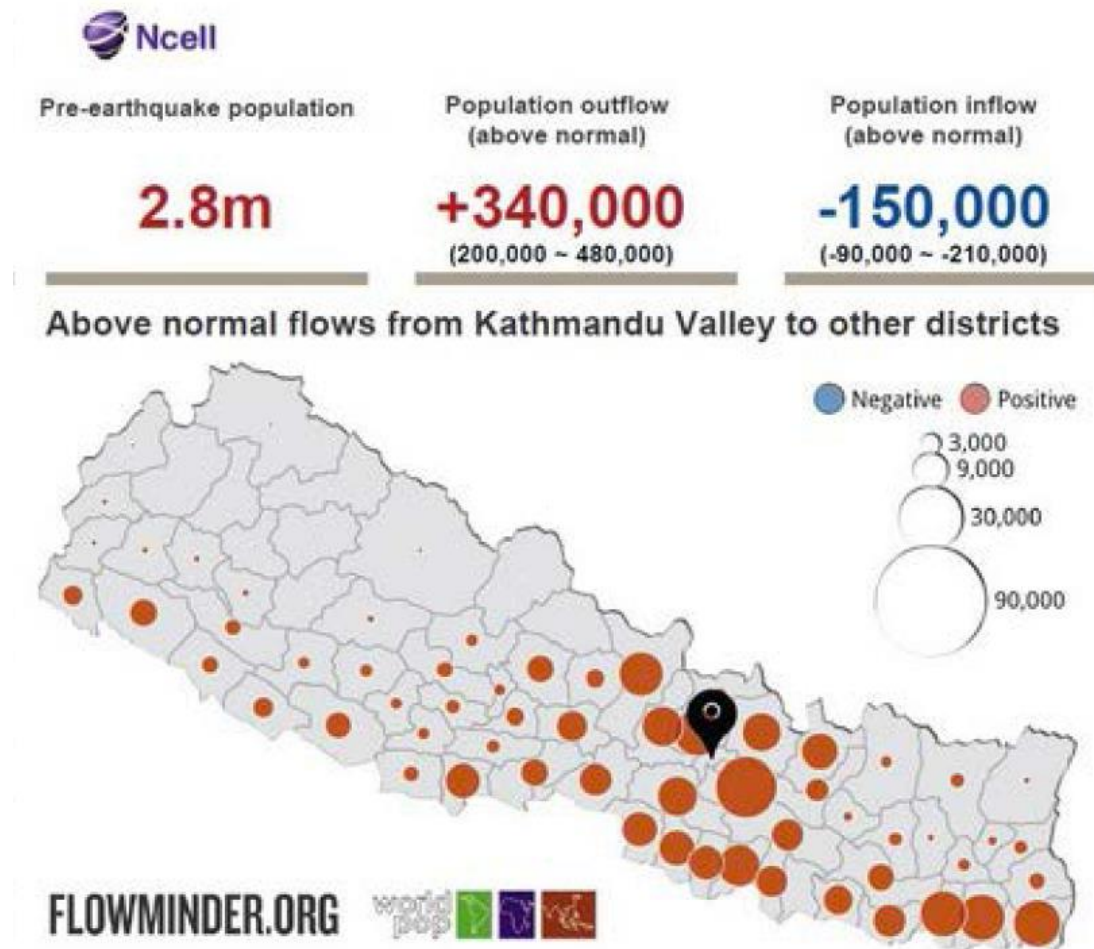 Ncell
Pre-earthquake population
2.8m
Population outflow
(above normal)
+340,000
(200,000 ~ 480,000)
Population inflow
(above normal)
-150,000
(-90,000 ~ -210,000)
Above normal flows from Kathmandu Valley to other districts
Negative Positive
3,000
9,000
30,000
90,000
FLOWMINDER.ORG
world
pop